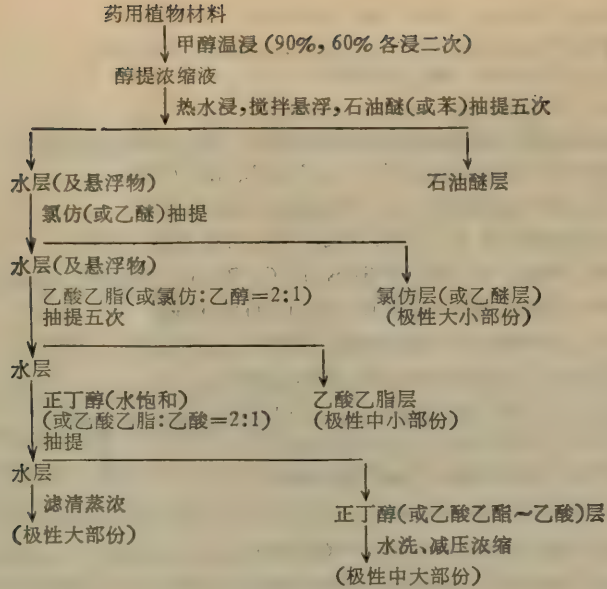 药用植物材料
甲醇温浸(90%,60%各浸二次)
醇提浓缩液
热水浸,搅拌悬浮,石油醚(或苯)抽提五次
水层(及悬浮物)
石油醚层
氯仿(或乙醚)抽提
水层(及悬浮物)
氯仿层(或乙醚层)
(极性大小部份)
乙酸乙脂(或氯仿:乙醇=2:1)
抽提五次
水层
乙酸乙脂层
(极性中小部份)
正丁醇(水饱和)
(或乙酸乙脂:乙酸=2:1)
抽提
水层
正丁醇(或乙酸乙酯~乙酸)层
滤清蒸浓
水洗、减压浓缩
(极性大部份)
(极性中大部份)